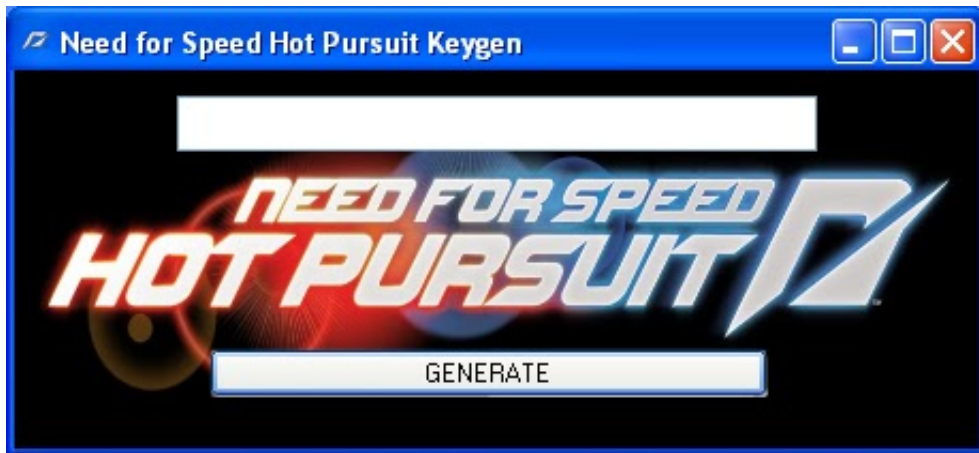 Need for Speed Hot Pursuit Keygen
NEED FOR SPEED
HOT PURSUIT
GENERATE